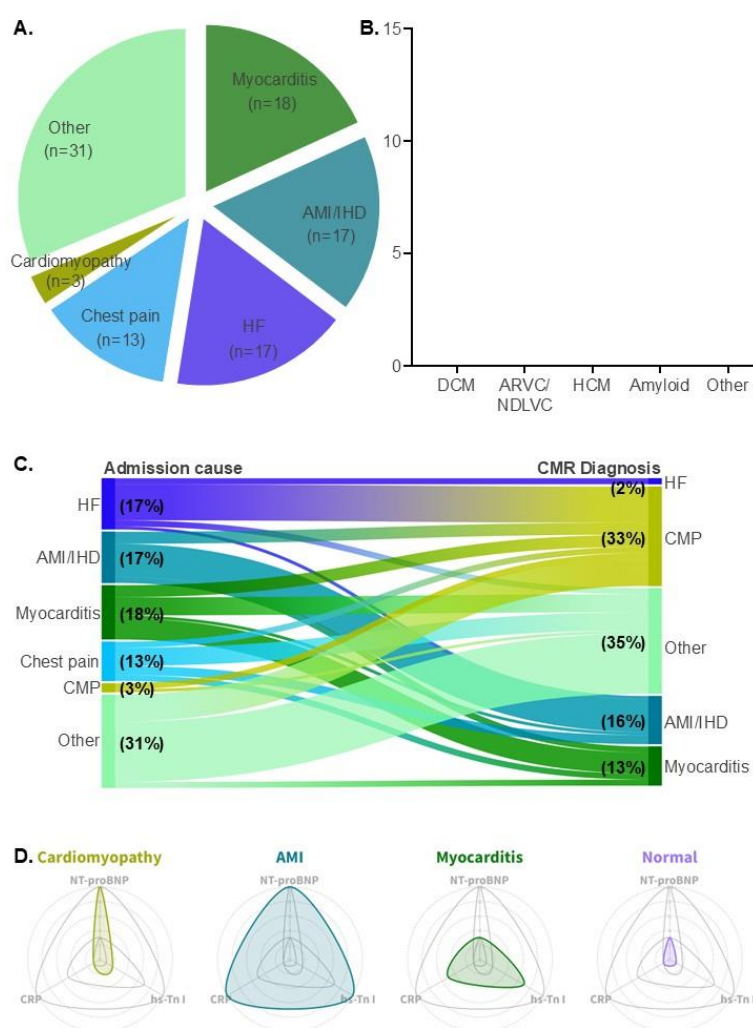 A.
Myocarditis
(n=18)
AMI/IHD
(n=17)
HF
(n=17)
Chest pain
(n=13)
Cardiomyopathy
(n=3)
Other
(n=31)
B.
15
10
5
0
DCM
ARVC/
NDLVC
HCM
Amyloid
Other
C.
Admission cause
CMR Diagnosis
HF
(17%)
AMI/IHD
(17%)
Myocarditis
(18%)
Chest pain
(13%)
CMP
(3%)
Other
(31%)
HF
(2%)
CMP
(33%)
Other
(35%)
AMI/IHD
(16%)
Myocarditis
(13%)
D.
Cardiomyopathy
NT-proBNP
CRP
hs-Tn I
AMI
NT-proBNP
CRP
hs-Tn I
Myocarditis
NT-proBNP
CRP
hs-Tn I
Normal
NT-proBNP
CRP
hs-Tn I